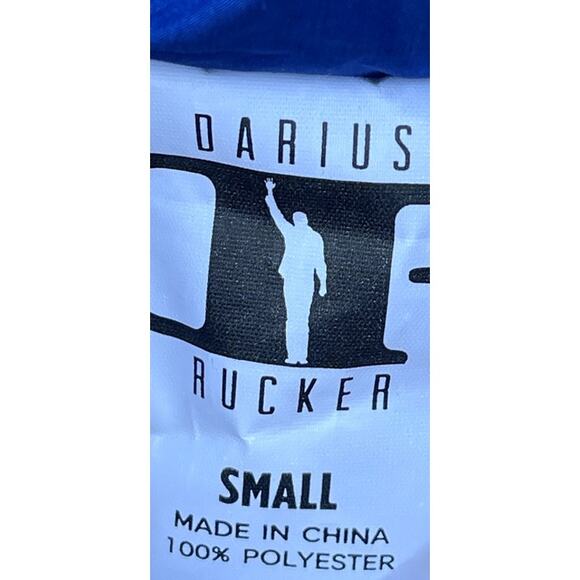 DARIUS
RUCKER
SMALL
MADE IN CHINA
100% POLYESTER